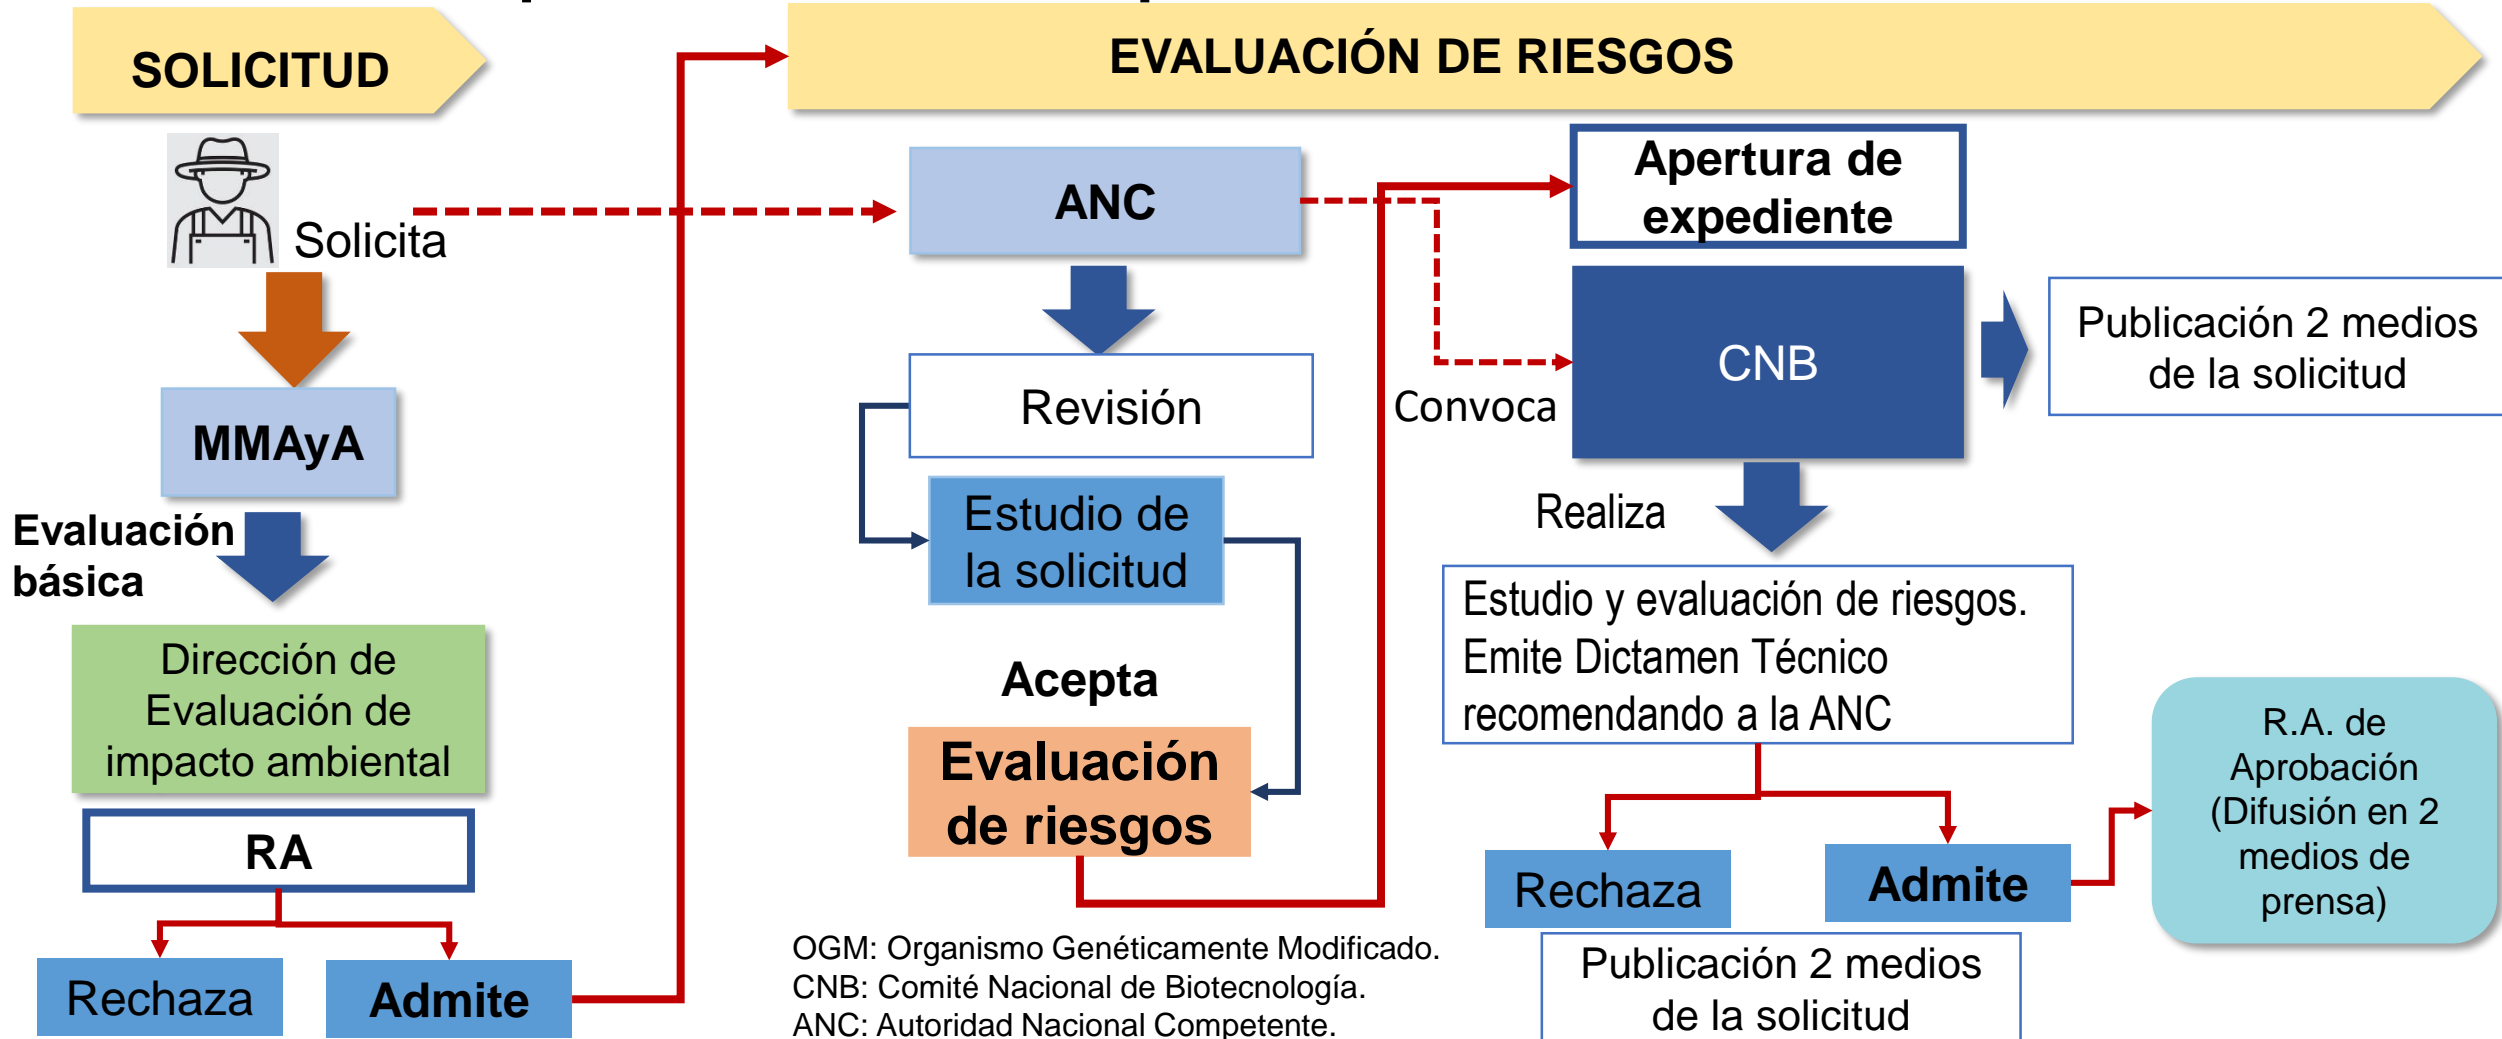 SOLICITUD
EVALUACIÓN DE RIESGOS
Solicita
MMAyA
Evaluación
básica
Dirección de
Evaluación de
impacto ambiental
RA
Rechaza
Admite
ANC
Revisión
Estudio de
la solicitud
Acepta
Evaluación
de riesgos
Apertura de
expediente
Convoca
CNB
Publicación 2 medios
de la solicitud
Realiza
Estudio y evaluación de riesgos.
Emite Dictamen Técnico
recomendando a la ANC
Rechaza
Admite
R.A. de
Aprobación
(Difusión en 2
medios de
prensa)
Publicación 2 medios
de la solicitud
OGM: Organismo Genéticamente Modificado.
CNB: Comité Nacional de Biotecnología.
ANC: Autoridad Nacional Competente.